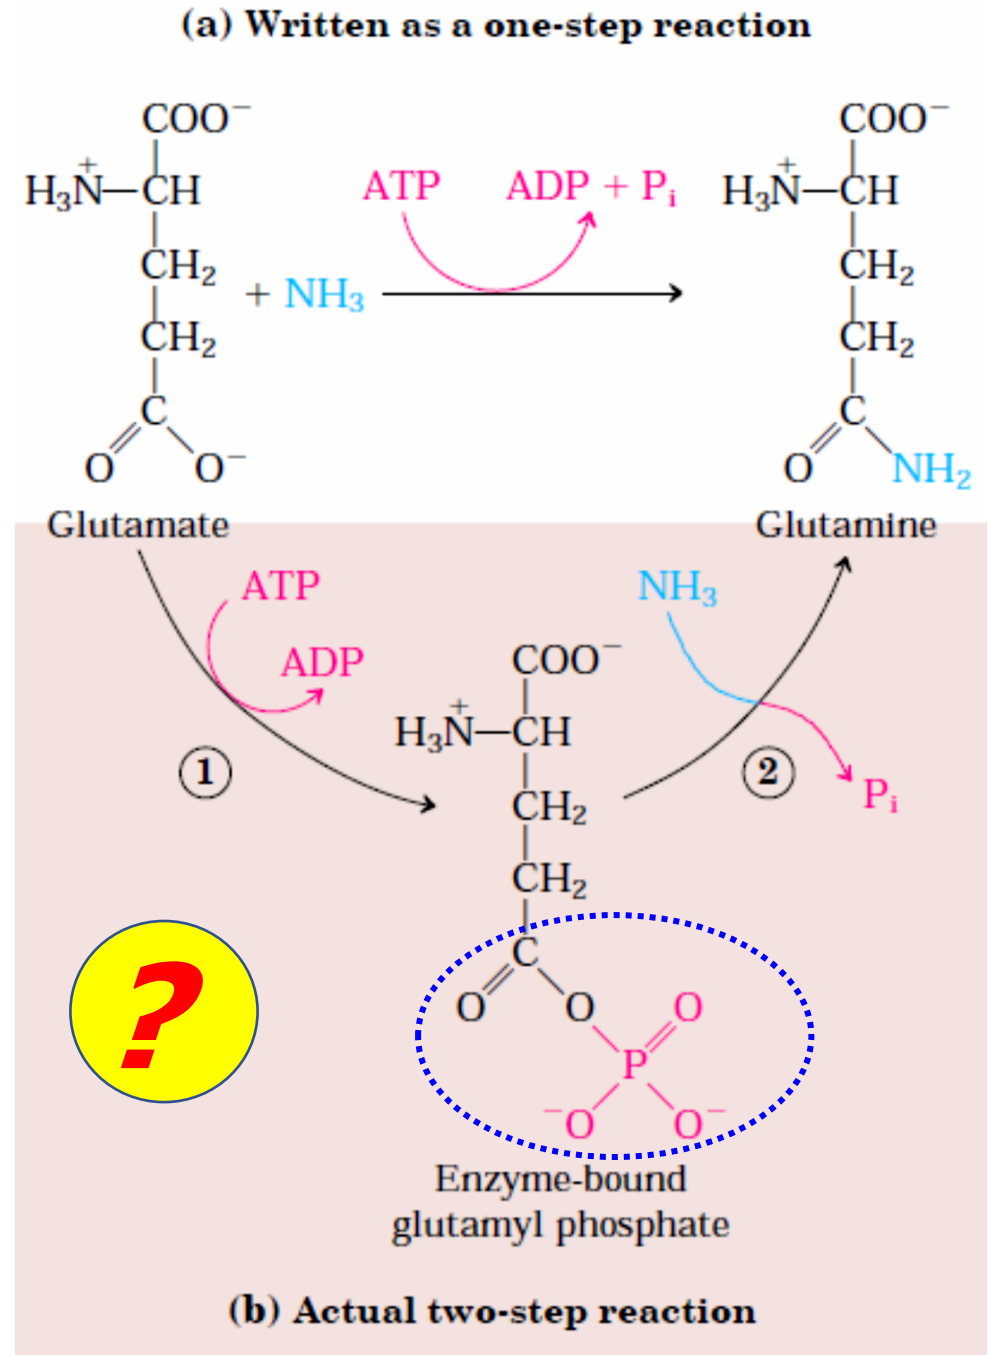 (a) Written as a one-step reaction
COO⁻
H₃N⁺—CH
CH₂
CH₂
C
O O⁻
Glutamate
+ NH₃
ATP ADP + Pᵢ
COO⁻
H₃N⁺—CH
CH₂
CH₂
C
O NH₂
Glutamine
ATP
ADP
1
COO⁻
H₃N⁺—CH
CH₂
CH₂
C
O O
P O
⁻O O⁻
Enzyme-bound
glutamyl phosphate
NH₃
2
Pᵢ
?
(b) Actual two-step reaction